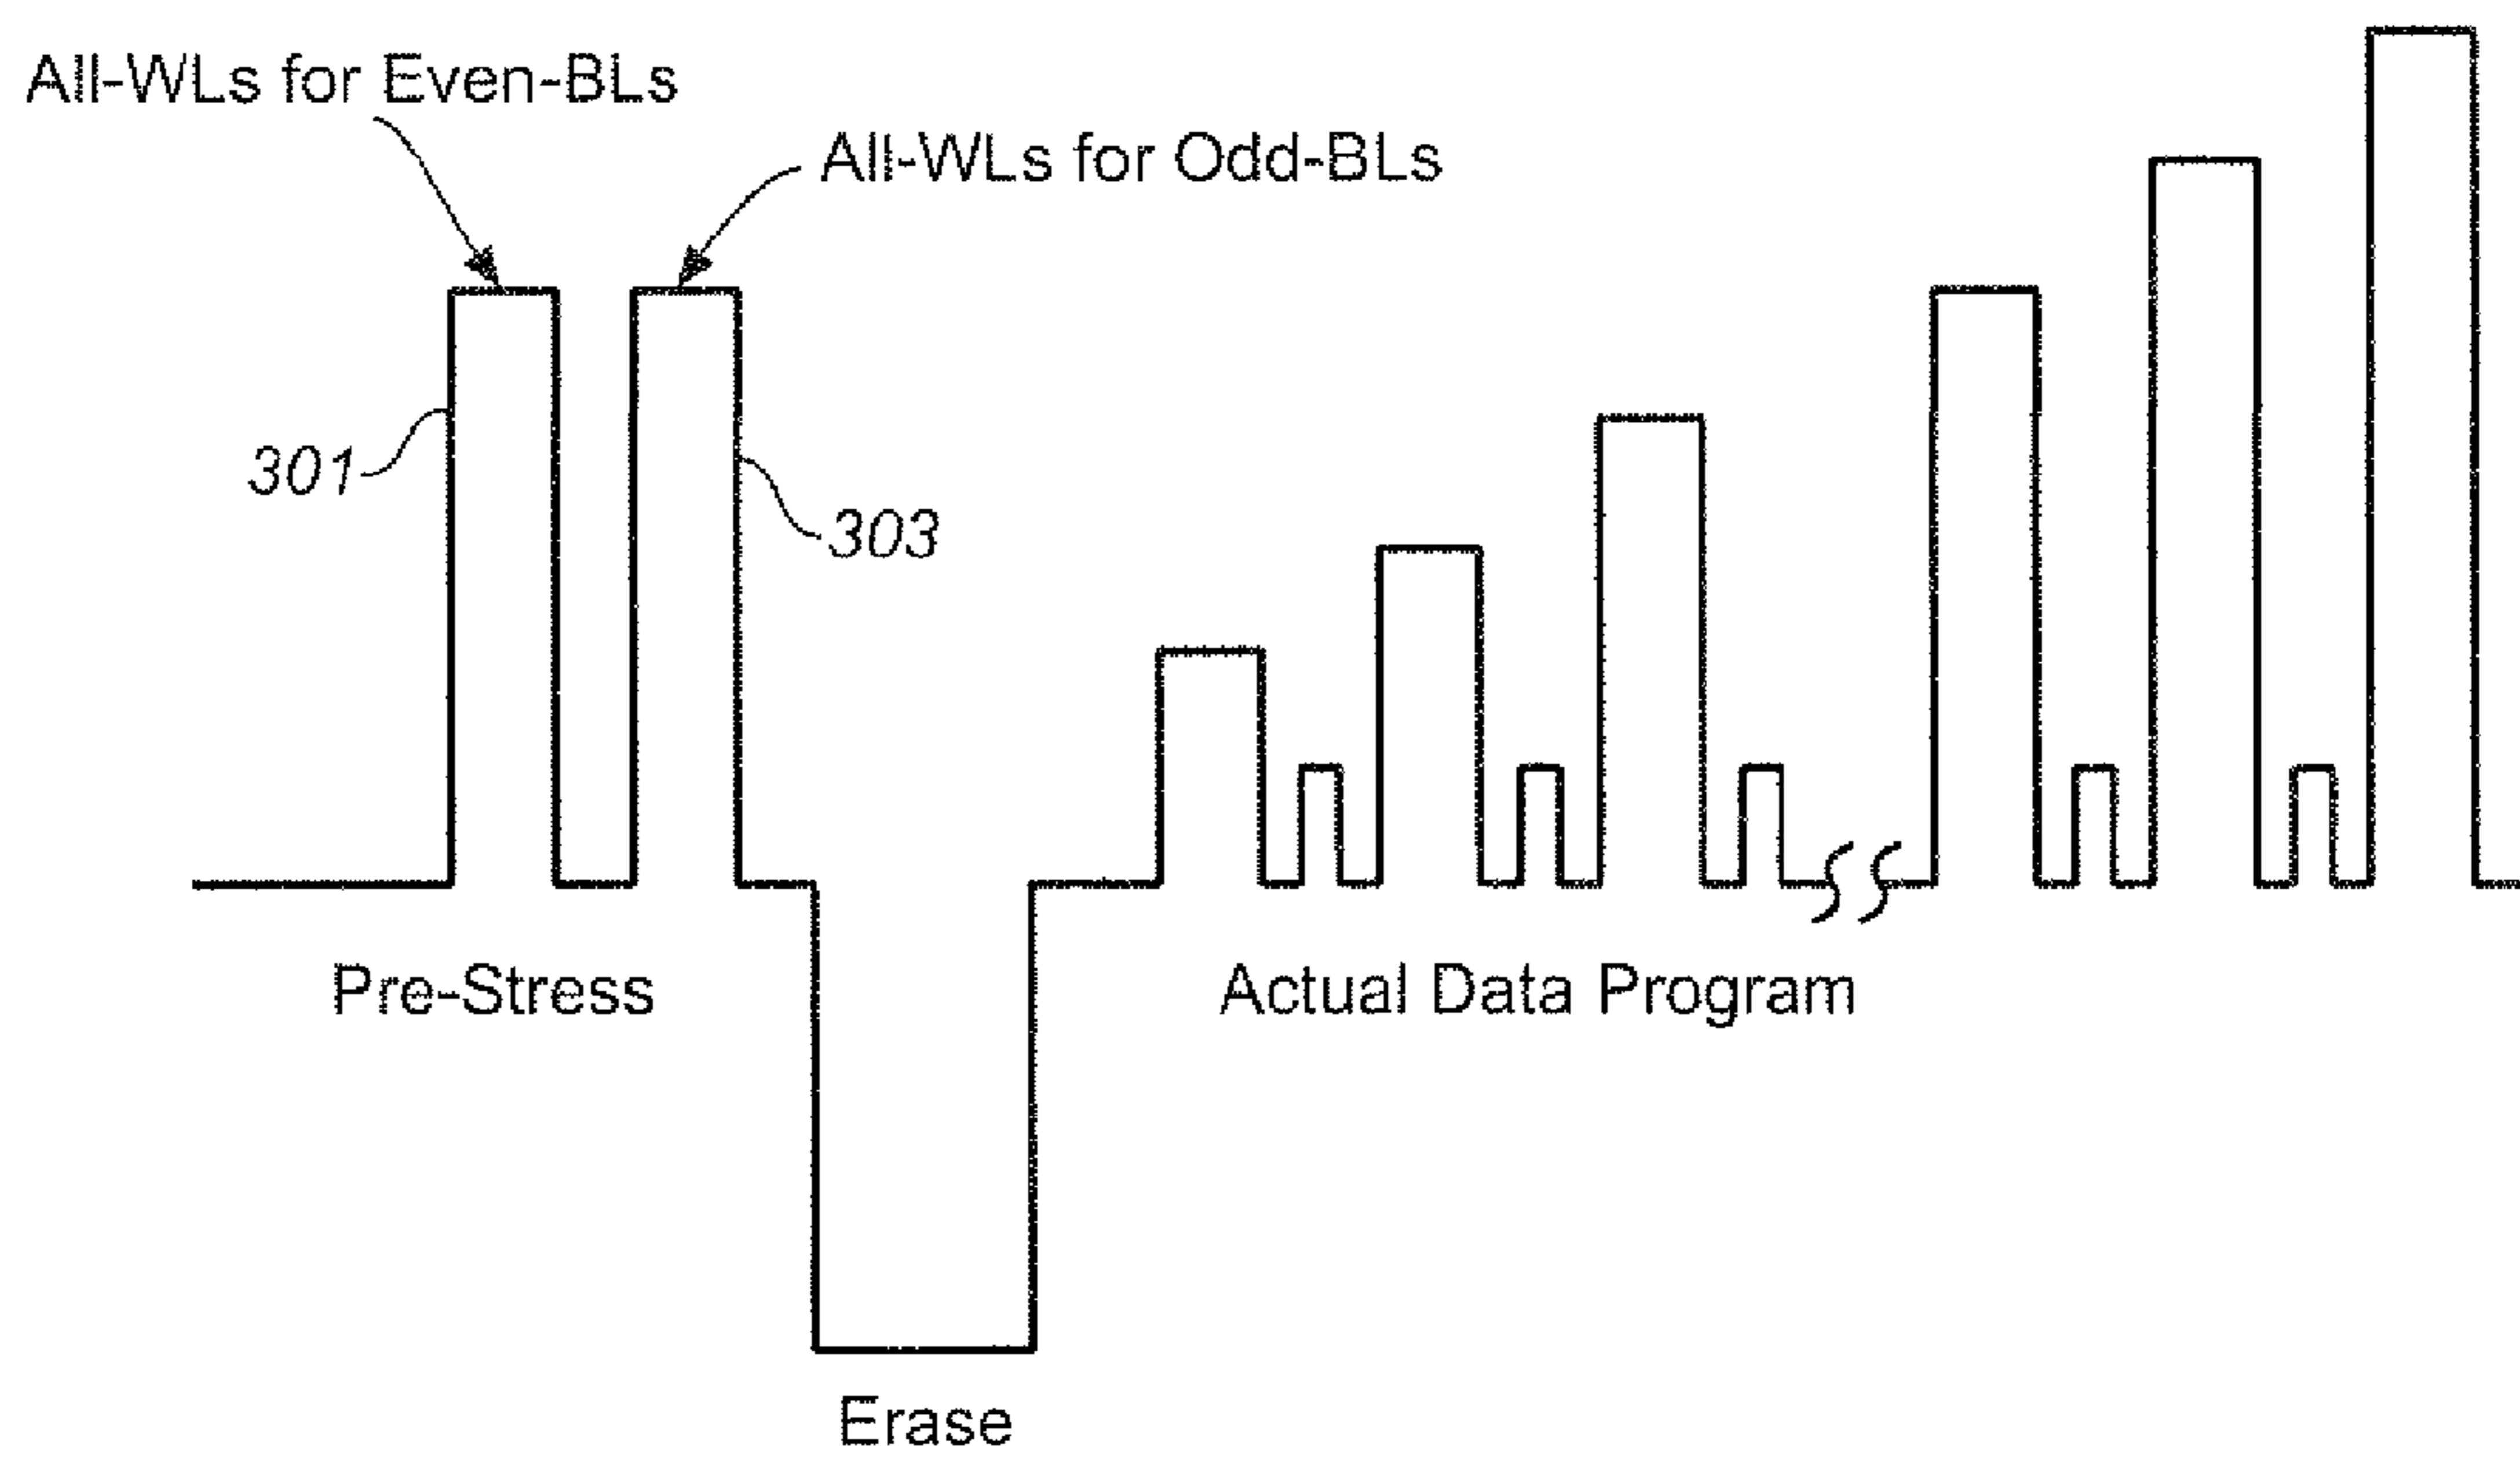 All-WLs for Even-BLs
All-WLs for Odd-BLs
301
303
Pre-Stress
Actual Data Program
Erase